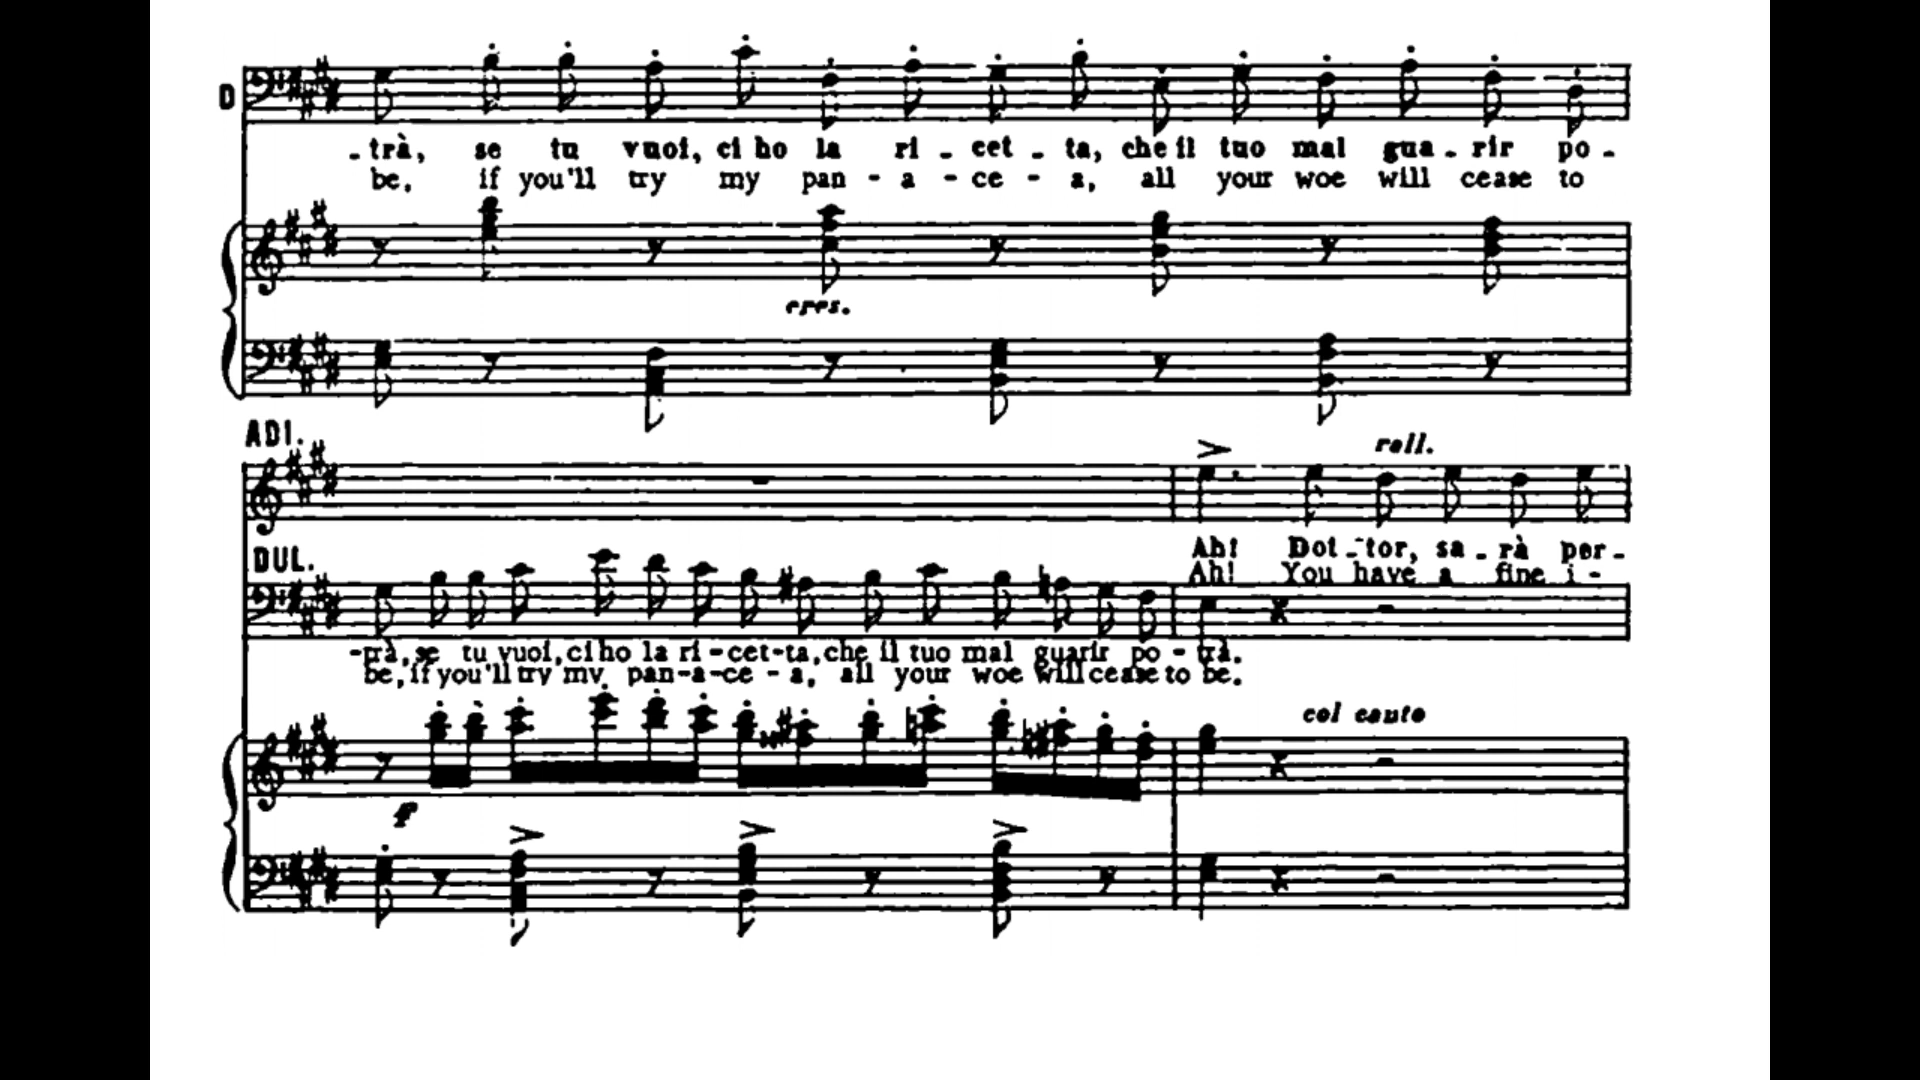 D
- trà, se tu vuoi, ci ho la ri - cet - ta, che il tuo mal gua - rir po -
be, if you'll try my pan - a - ce - a, all your woe will cease to
cres.
ADI.
rall.
Ah! Dot - tor, sa - rà per -
Ah! You have a fine i -
DUL.
- trà, se tu vuoi, ci ho la ri - cet - ta, che il tuo mal guarir po - trà.
be, if you'll try my pan - a - ce - a, all your woe will cease to be.
col canto
f